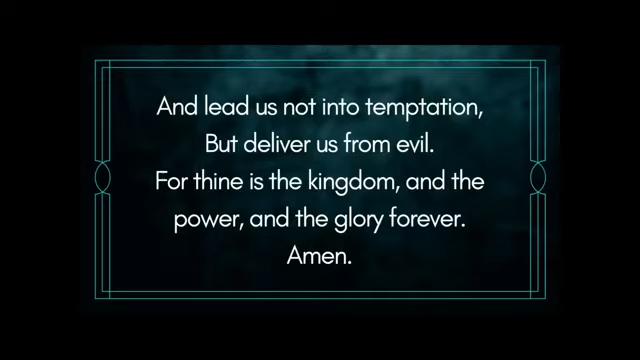 And lead us not into temptation,
But deliver us from evil.
For thine is the kingdom, and the
power, and the glory forever.
Amen.